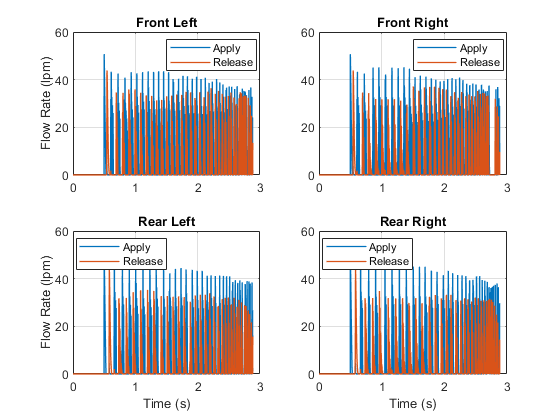 Front Left
Front Right
60
40
20
0
Flow Rate (lpm)
Apply
Release
0 1 2 3
60
40
20
0
Apply
Release
0 1 2 3
Rear Left
Rear Right
60
40
20
0
Flow Rate (lpm)
Apply
Release
0 1 2 3
Time (s)
60
40
20
0
Apply
Release
0 1 2 3
Time (s)